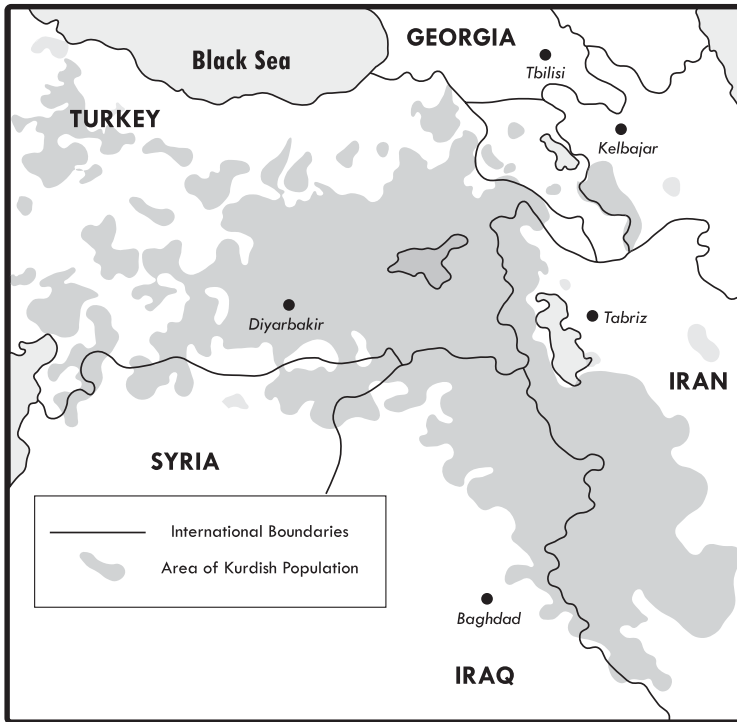 GEORGIA
Black Sea
Tbilisi
TURKEY
Kelbajar
Diyarbakir
Tabriz
IRAN
SYRIA
International Boundaries
Area of Kurdish Population
Baghdad
IRAQ